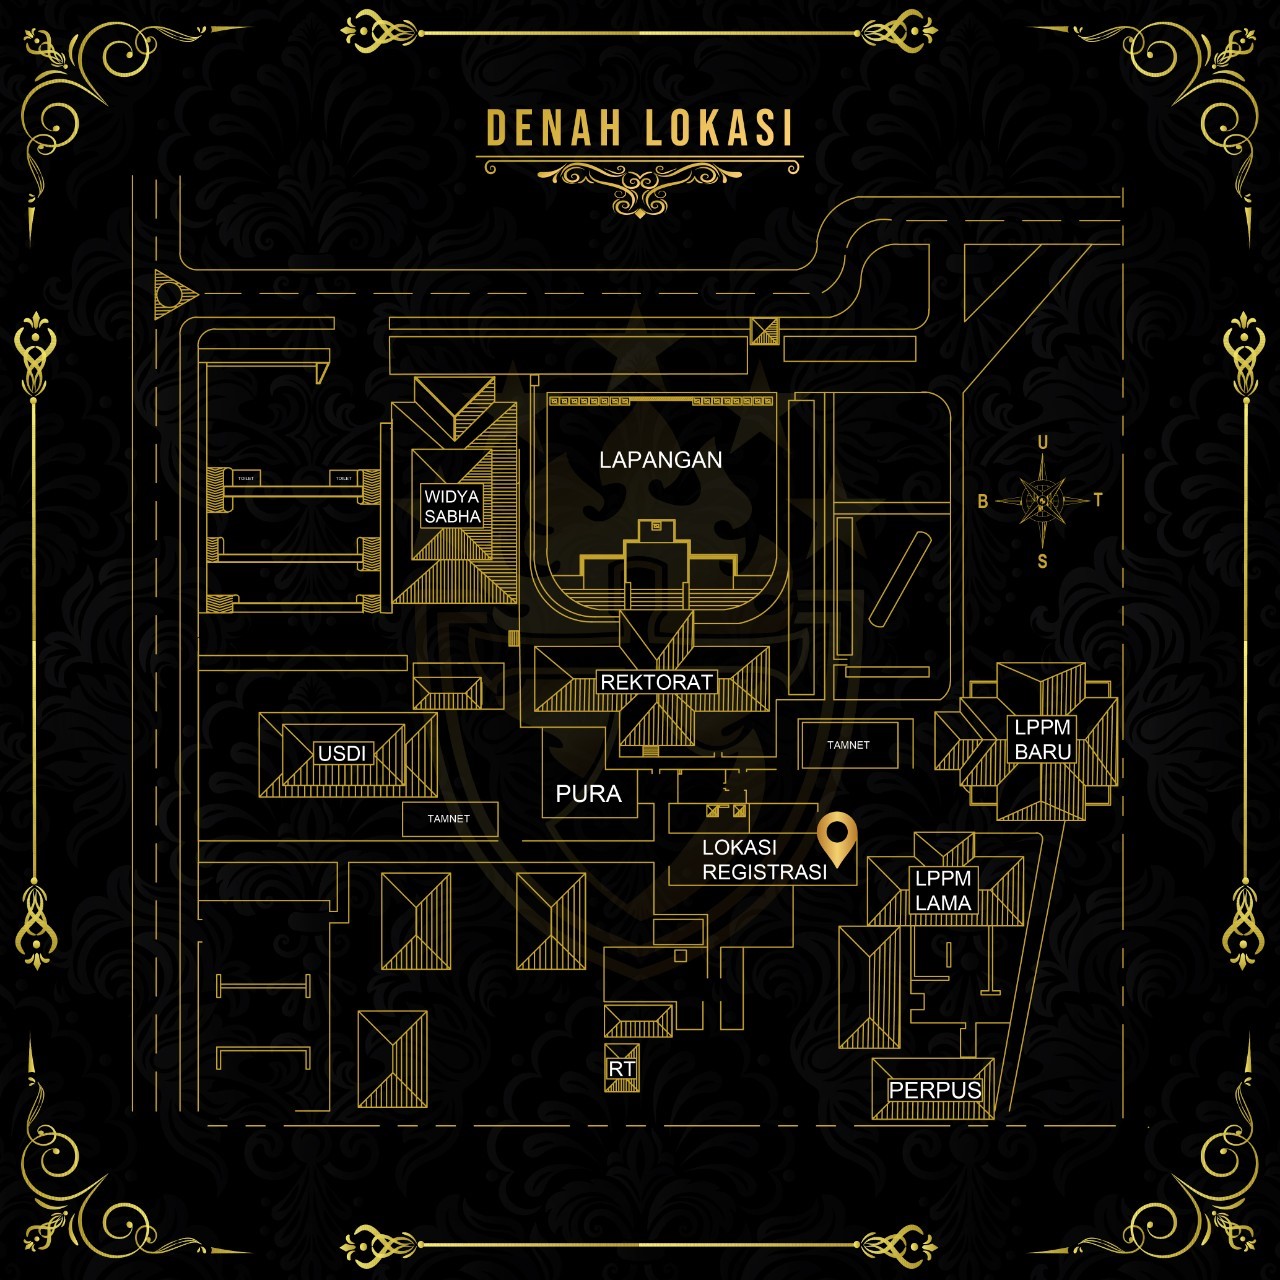 DENAH LOKASI
U
B
T
S
LAPANGAN
TOILET
TOILET
WIDYA
SABHA
REKTORAT
LPPM
BARU
USDI
TAMNET
PURA
TAMNET
LOKASI
REGISTRASI
LPPM
LAMA
RT
PERPUS